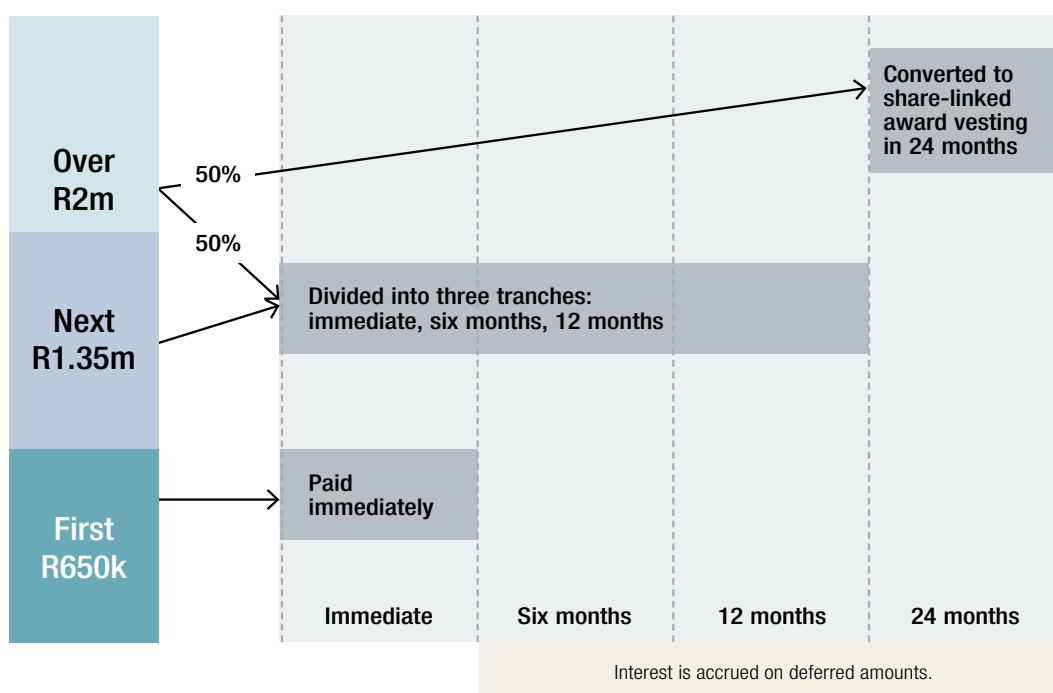 Over
R2m
Next
R1.35m
First
R650k
50%
50%
Converted to
share-linked
award vesting
in 24 months
Divided into three tranches:
immediate, six months, 12 months
Paid
immediately
Immediate
Six months
12 months
24 months
Interest is accrued on deferred amounts.